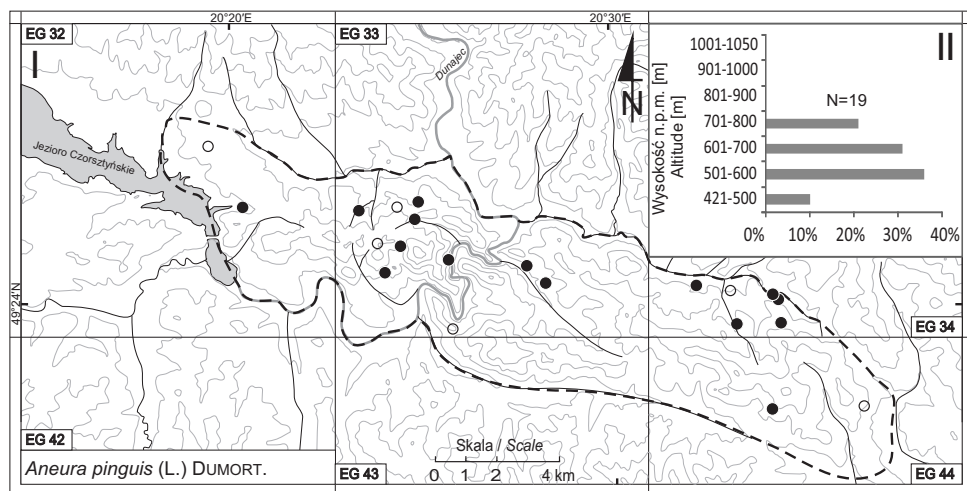 20°20'E
20°30'E
EG 32
EG 33
I
II
Dunajec
N
Jezioro Czorsztyńskie
Wysokość n.p.m. [m]
Altitude [m]
1001-1050
901-1000
801-900
701-800
601-700
501-600
421-500
N=19
0% 10% 20% 30% 40%
49°24'N
EG 34
EG 42
Aneura pinguis (L.) DUMORT.
EG 43
Skala / Scale
0 1 2 4 km
EG 44